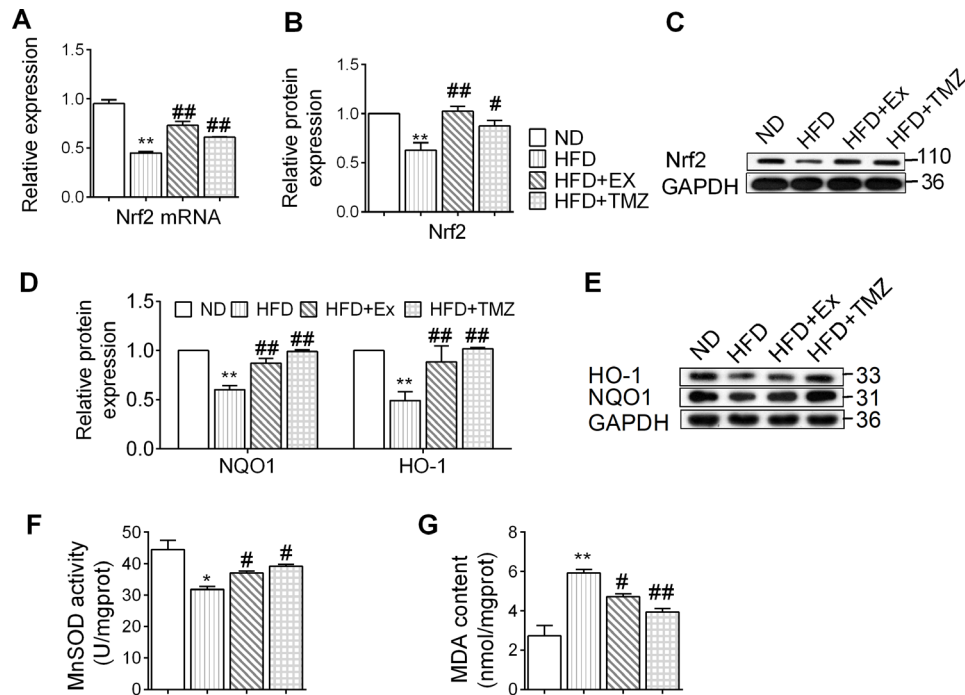 A
Relative expression
1.5
1.0
0.5
0.0
**
##
##
Nrf2 mRNA
B
Relative protein
expression
1.5
1.0
0.5
0.0
**
##
#
Nrf2
ND
HFD
HFD+EX
HFD+TMZ
C
ND
HFD
HFD+Ex
HFD+TMZ
Nrf2
110
GAPDH
36
D
Relative protein
expression
1.5
1.0
0.5
0.0
ND HFD HFD+Ex HFD+TMZ
**
##
##
**
##
##
NQO1
HO-1
E
ND
HFD
HFD+Ex
HFD+TMZ
HO-1
33
NQO1
31
GAPDH
36
F
MnSOD activity
(U/mgprot)
50
40
30
20
10
0
*
#
#
G
MDA content
(nmol/mgprot)
8
6
4
2
0
**
#
##